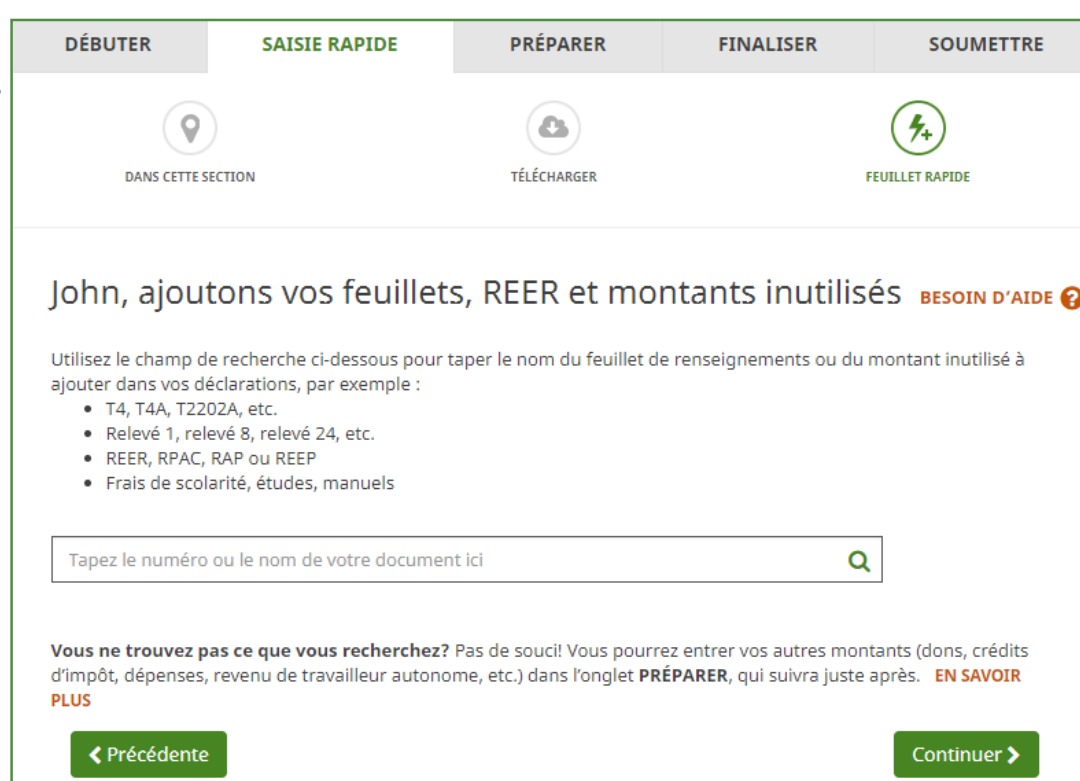 DÉBUTER SAISIE RAPIDE PRÉPARER FINALISER SOUMETTRE
DANS CETTE SECTION TÉLÉCHARGER FEUILLET RAPIDE
John, ajoutons vos feuillets, REER et montants inutilisés BESOIN D'AIDE ?
Utilisez le champ de recherche ci-dessous pour taper le nom du feuillet de renseignements ou du montant inutilisé à
ajouter dans vos déclarations, par exemple :
• T4, T4A, T2202A, etc.
• Relevé 1, relevé 8, relevé 24, etc.
• REER, RPAC, RAP ou REEP
• Frais de scolarité, études, manuels
Tapez le numéro ou le nom de votre document ici
Vous ne trouvez pas ce que vous recherchez? Pas de souci! Vous pourrez entrer vos autres montants (dons, crédits
d'impôt, dépenses, revenu de travailleur autonome, etc.) dans l'onglet PRÉPARER, qui suivra juste après. EN SAVOIR
PLUS
Précédente Continuer